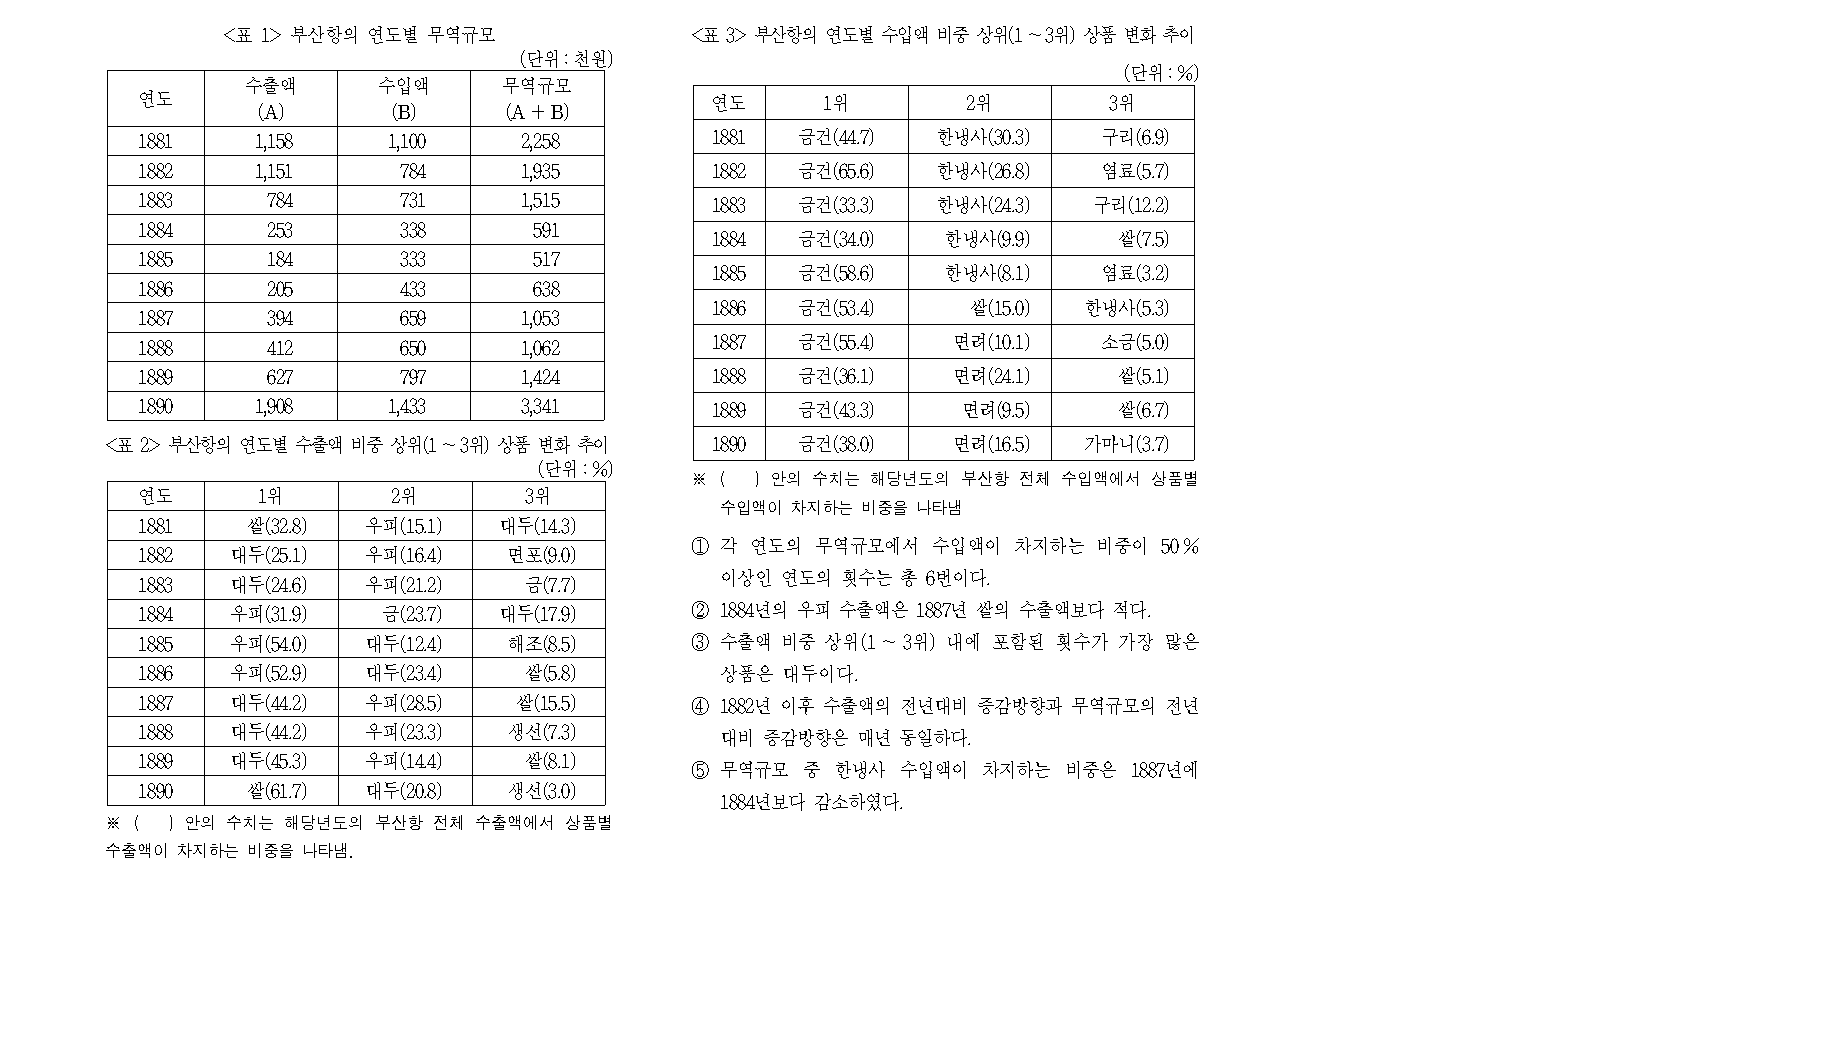 <표 1> 부산항의 연도별 무역규모
(단위 : 천원)
연도 수출액 (A) 수입액 (B) 무역규모 (A + B)
1881 1,158 1,100 2,258
1882 1,151 784 1,935
1883 784 731 1,515
1884 253 338 591
1885 184 333 517
1886 205 433 638
1887 394 659 1,053
1888 412 650 1,062
1889 627 797 1,424
1890 1,908 1,433 3,341
<표 2> 부산항의 연도별 수출액 비중 상위(1 ~ 3위) 상품 변화 추이
(단위 : %)
연도 1위 2위 3위
1881 쌀(32.8) 우피(15.1) 대두(14.3)
1882 대두(25.1) 우피(16.4) 면포(9.0)
1883 대두(24.6) 우피(21.2) 금(7.7)
1884 우피(31.9) 금(23.7) 대두(17.9)
1885 우피(54.0) 대두(12.4) 해조(8.5)
1886 우피(52.9) 대두(23.4) 쌀(5.8)
1887 대두(44.2) 우피(28.5) 쌀(15.5)
1888 대두(44.2) 우피(23.3) 생선(7.3)
1889 대두(45.3) 우피(14.4) 쌀(8.1)
1890 쌀(61.7) 대두(20.8) 생선(3.0)
※ ( ) 안의 수치는 해당년도의 부산항 전체 수출액에서 상품별
수출액이 차지하는 비중을 나타냄.
<표 3> 부산항의 연도별 수입액 비중 상위(1 ~ 3위) 상품 변화 추이
(단위 : %)
연도 1위 2위 3위
1881 금건(44.7) 한냉사(30.3) 구리(6.9)
1882 금건(65.6) 한냉사(26.8) 염료(5.7)
1883 금건(33.3) 한냉사(24.3) 구리(12.2)
1884 금건(34.0) 한냉사(9.9) 쌀(7.5)
1885 금건(58.6) 한냉사(8.1) 염료(3.2)
1886 금건(53.4) 쌀(15.0) 한냉사(5.3)
1887 금건(55.4) 면려(10.1) 소금(5.0)
1888 금건(36.1) 면려(24.1) 쌀(5.1)
1889 금건(43.3) 면려(9.5) 쌀(6.7)
1890 금건(38.0) 면려(16.5) 가마니(3.7)
※ ( ) 안의 수치는 해당년도의 부산항 전체 수입액에서 상품별
수입액이 차지하는 비중을 나타냄
① 각 연도의 무역규모에서 수입액이 차지하는 비중이 50%
이상인 연도의 횟수는 총 6번이다.
② 1884년의 우피 수출액은 1887년 쌀의 수출액보다 적다.
③ 수출액 비중 상위(1 ~ 3위) 내에 포함된 횟수가 가장 많은
상품은 대두이다.
④ 1882년 이후 수출액의 전년대비 증감방향과 무역규모의 전년
대비 증감방향은 매년 동일하다.
⑤ 무역규모 중 한냉사 수입액이 차지하는 비중은 1887년에
1884년보다 감소하였다.